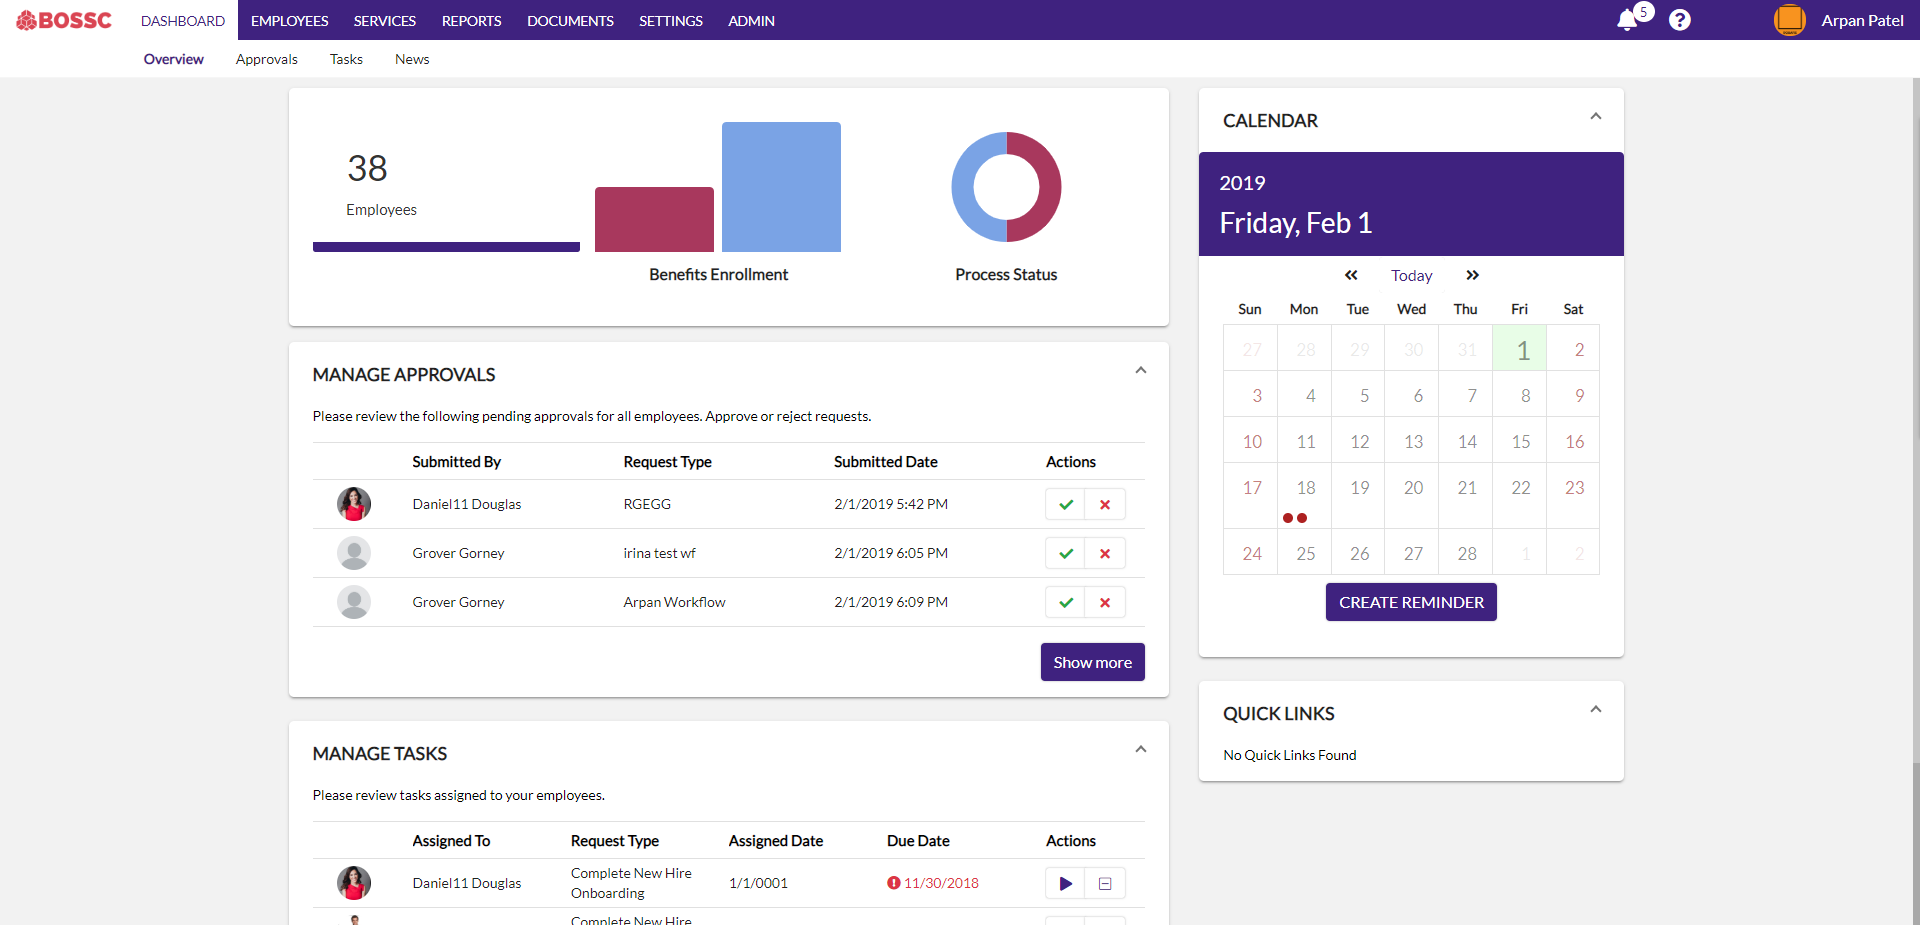 BOSSC DASHBOARD EMPLOYEES SERVICES REPORTS DOCUMENTS SETTINGS ADMIN 5 ? Arpan Patel
Overview Approvals Tasks News
38
Employees
Benefits Enrollment
Process Status
MANAGE APPROVALS
Please review the following pending approvals for all employees. Approve or reject requests.
Submitted By Request Type Submitted Date Actions
Daniel11 Douglas RGEGG 2/1/2019 5:42 PM
Grover Gorney irina test wf 2/1/2019 6:05 PM
Grover Gorney Arpan Workflow 2/1/2019 6:09 PM
Show more
MANAGE TASKS
Please review tasks assigned to your employees.
Assigned To Request Type Assigned Date Due Date Actions
Daniel11 Douglas Complete New Hire 1/1/0001 11/30/2018
Onboarding
Complete New Hire
CALENDAR
2019
Friday, Feb 1
Today
Sun Mon Tue Wed Thu Fri Sat
27 28 29 30 31 1 2
3 4 5 6 7 8 9
10 11 12 13 14 15 16
17 18 19 20 21 22 23
24 25 26 27 28 1 2
CREATE REMINDER
QUICK LINKS
No Quick Links Found